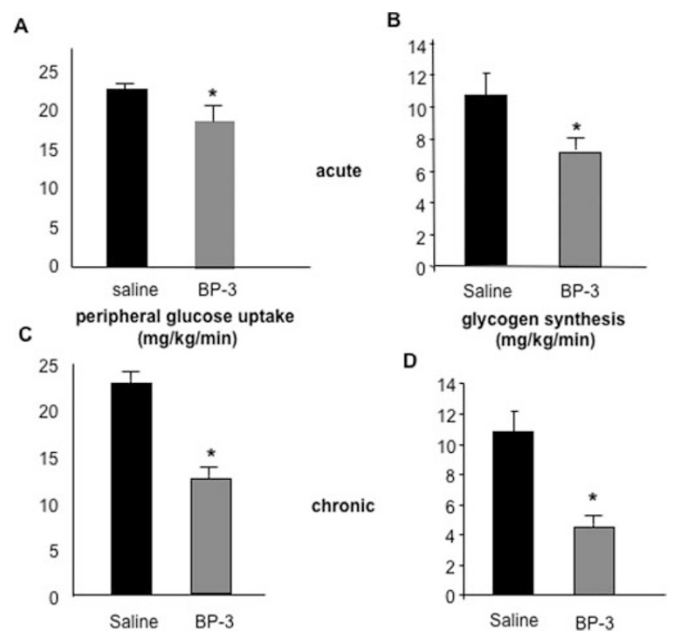 A
25
20
15
10
5
0
*
saline BP-3
peripheral glucose uptake
(mg/kg/min)
acute
B
14
12
10
8
6
4
2
0
*
Saline BP-3
glycogen synthesis
(mg/kg/min)
C
25
20
15
10
5
0
*
Saline BP-3
chronic
D
14
12
10
8
6
4
2
0
*
Saline BP-3